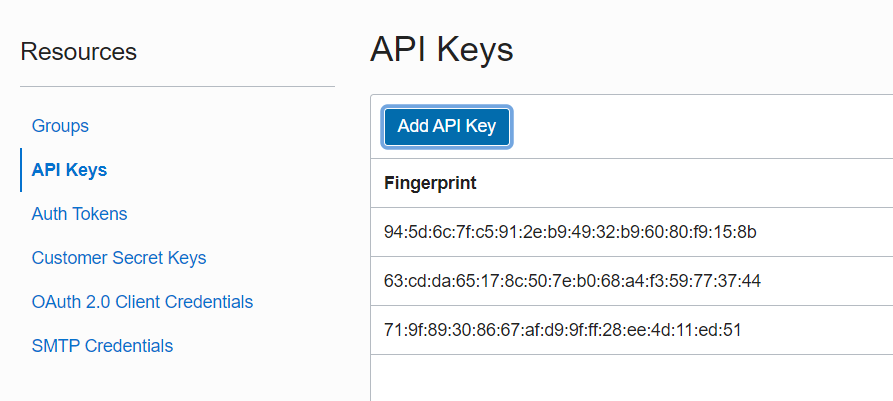 Resources
Groups
API Keys
Auth Tokens
Customer Secret Keys
OAuth 2.0 Client Credentials
SMTP Credentials
API Keys
Add API Key
Fingerprint
94:5d:6c:7f:c5:91:2e:b9:49:32:b9:60:80:f9:15:8b
63:cd:da:65:17:8c:50:7e:b0:68:a4:f3:59:77:37:44
71:9f:89:30:86:67:af:d9:9f:ff:28:ee:4d:11:ed:51